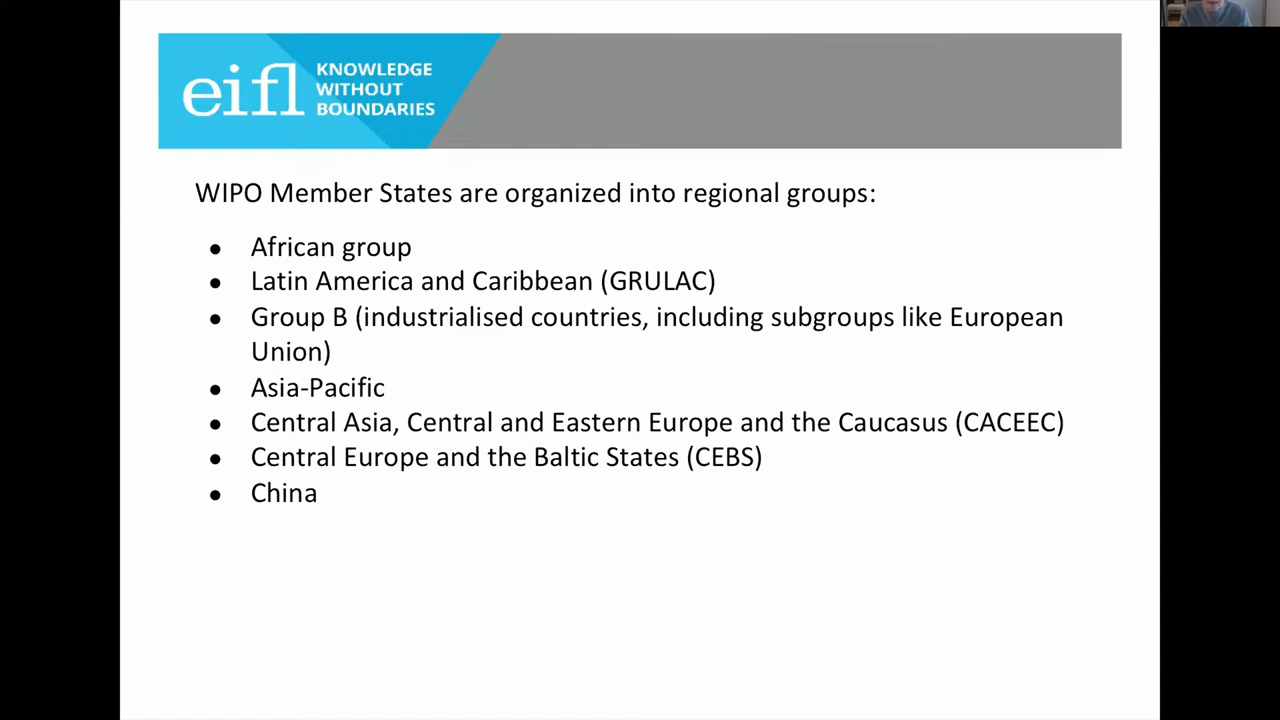 eifl
KNOWLEDGE
WITHOUT
BOUNDARIES
WIPO Member States are organized into regional groups:
● African group
● Latin America and Caribbean (GRULAC)
● Group B (industrialised countries, including subgroups like European
Union)
● Asia-Pacific
● Central Asia, Central and Eastern Europe and the Caucasus (CACEEC)
● Central Europe and the Baltic States (CEBS)
● China